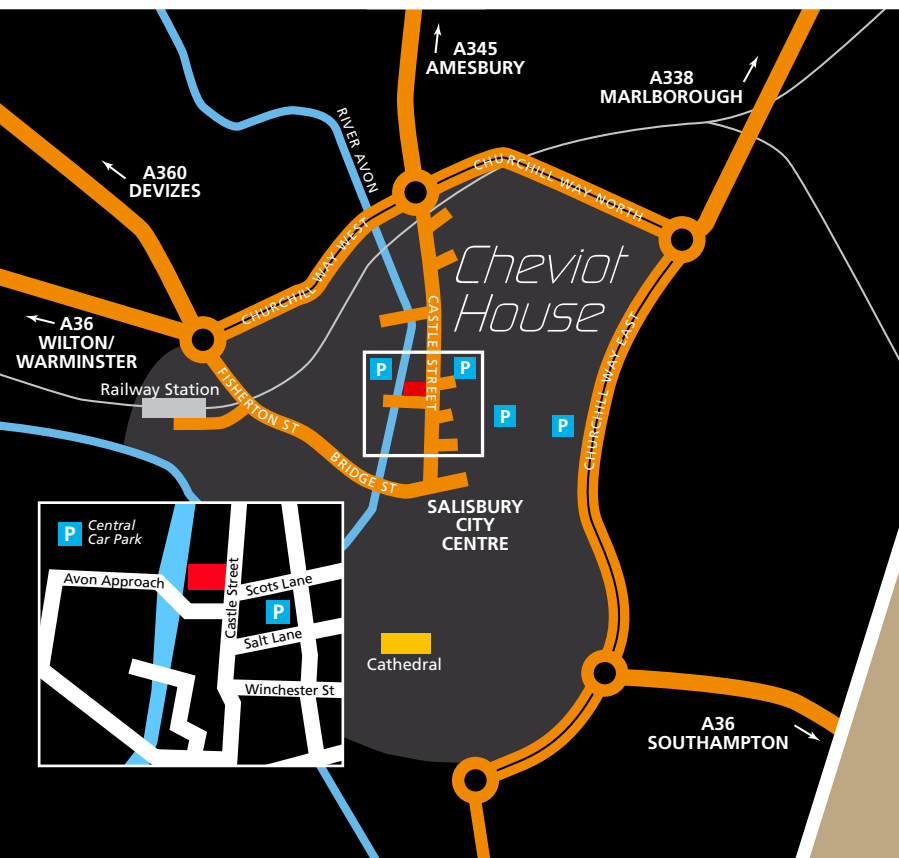 A345
AMESBURY
A338
MARLBOROUGH
RIVER AVON
A360
DEVIZES
CHURCHILL WAY NORTH
CHURCHILL WAY WEST
Cheviot
House
A36
WILTON/
WARMINSTER
CASTLE STREET
CHURCHILL WAY EAST
Railway Station
P
P
FISHERTON ST
P
P
BRIDGE ST
SALISBURY
CITY
CENTRE
P
Central
Car Park
Avon Approach
Castle Street
Scots Lane
P
Salt Lane
Winchester St
Cathedral
A36
SOUTHAMPTON